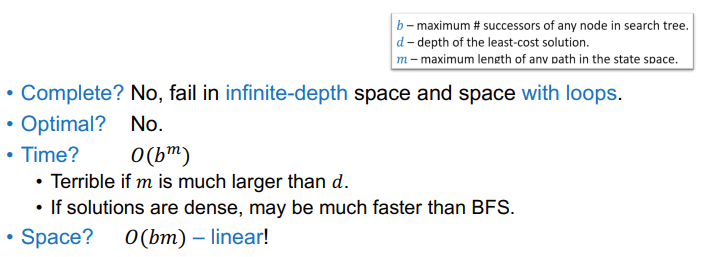 b – maximum # successors of any node in search tree.
d – depth of the least-cost solution.
m – maximum length of any path in the state space.
• Complete? No, fail in infinite-depth space and space with loops.
• Optimal? No.
• Time? O(bᵐ)
• Terrible if m is much larger than d.
• If solutions are dense, may be much faster than BFS.
• Space? O(bm) – linear!